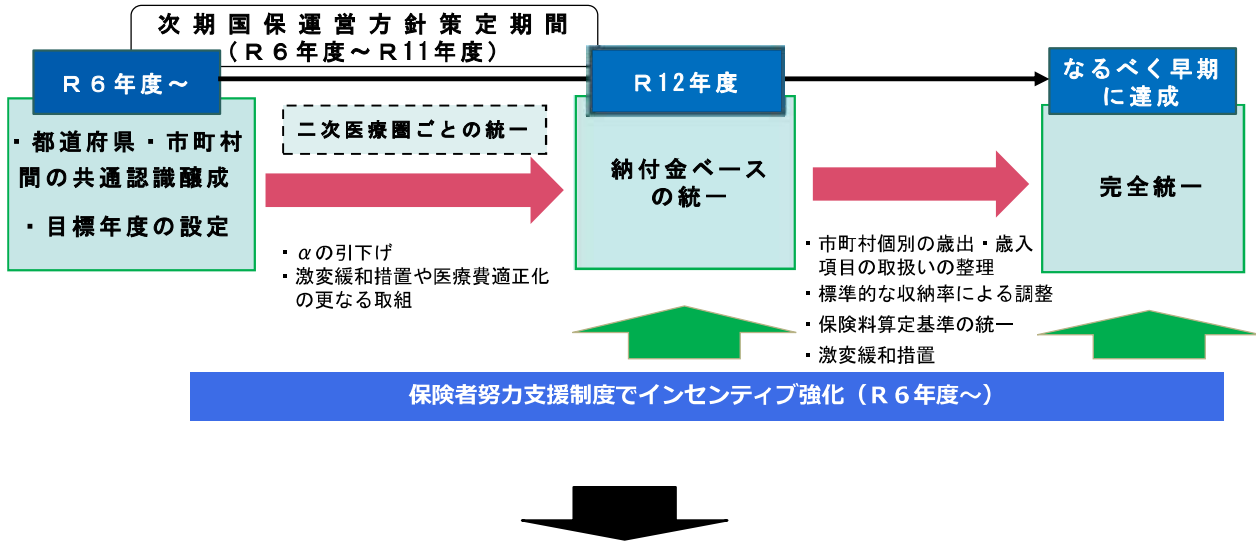 次期国保運営方針策定期間
(R6年度～R11年度)
R6年度～
・都道府県・市町村
間の共通認識醸成
・目標年度の設定
二次医療圏ごとの統一
・αの引下げ
・激変緩和措置や医療費適正化
の更なる取組
R12年度
納付金ベース
の統一
・市町村個別の歳出・歳入
項目の取扱いの整理
・標準的な収納率による調整
・保険料算定基準の統一
・激変緩和措置
なるべく早期
に達成
完全統一
保険者努力支援制度でインセンティブ強化（R6年度～）